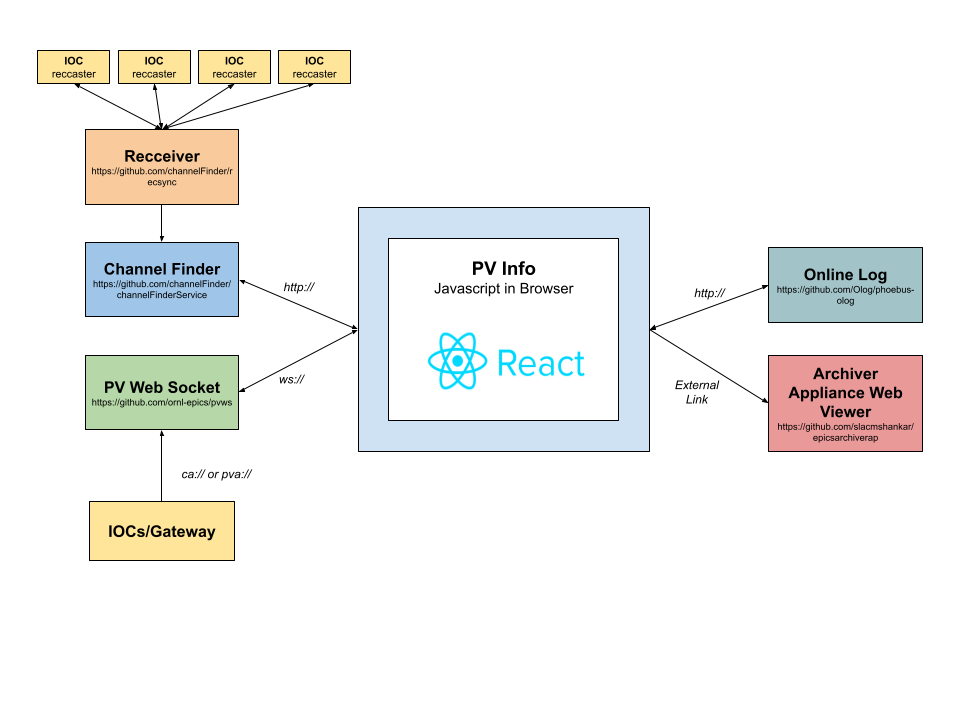 IOC
reccaster
IOC
reccaster
IOC
reccaster
IOC
reccaster
Recceiver
https://github.com/channelFinder/r
ecsync
Channel Finder
https://github.com/channelFinder/
channelFinderService
http://
PV Info
Javascript in Browser
React
http://
Online Log
https://github.com/Olog/phoebus-
olog
PV Web Socket
https://github.com/ornl-epics/pvws
ws://
External
Link
Archiver
Appliance Web
Viewer
https://github.com/slacmshankar/
epicsarchiverap
ca:// or pva://
IOCs/Gateway